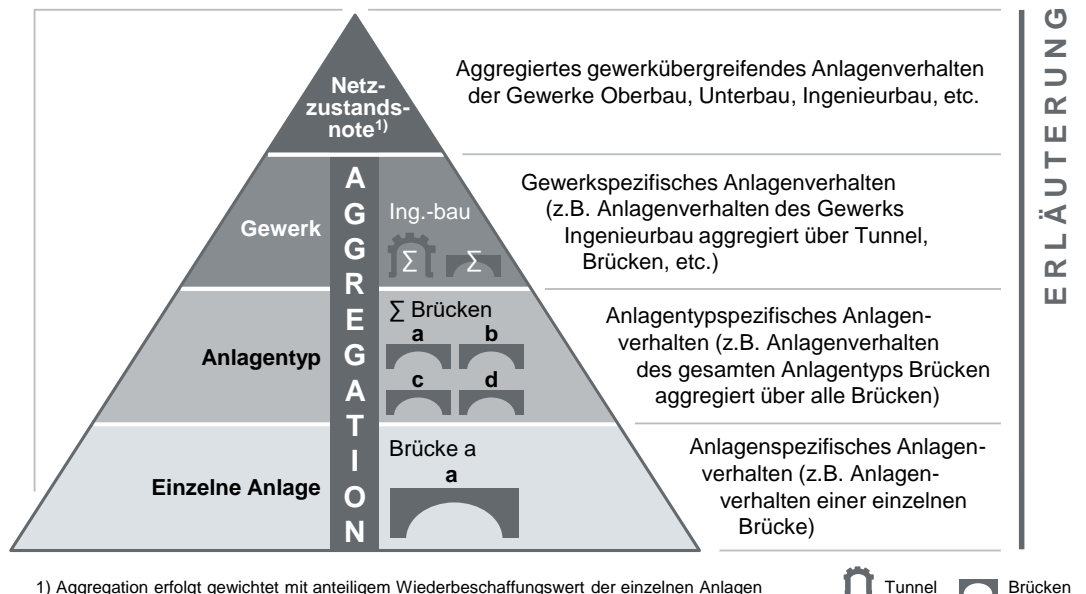 Netz-
zustands-
note1)
Aggregiertes gewerkübergreifendes Anlagenverhalten
der Gewerke Oberbau, Unterbau, Ingenieurbau, etc.
ERLÄUTERUNG
AGGREGATION
Gewerk
Ing.-bau
∑ ∑
Gewerkspezifisches Anlagenverhalten
(z.B. Anlagenverhalten des Gewerks
Ingenieurbau aggregiert über Tunnel,
Brücken, etc.)
Anlagentyp
∑ Brücken
a b
c d
Anlagentypspezifisches Anlagen-
verhalten (z.B. Anlagenverhalten
des gesamten Anlagentyps Brücken
aggregiert über alle Brücken)
Einzelne Anlage
Brücke a
a
Anlagenspezifisches Anlagen-
verhalten (z.B. Anlagen-
verhalten einer einzelnen
Brücke)
1) Aggregation erfolgt gewichtet mit anteiligem Wiederbeschaffungswert der einzelnen Anlagen
Tunnel Brücken